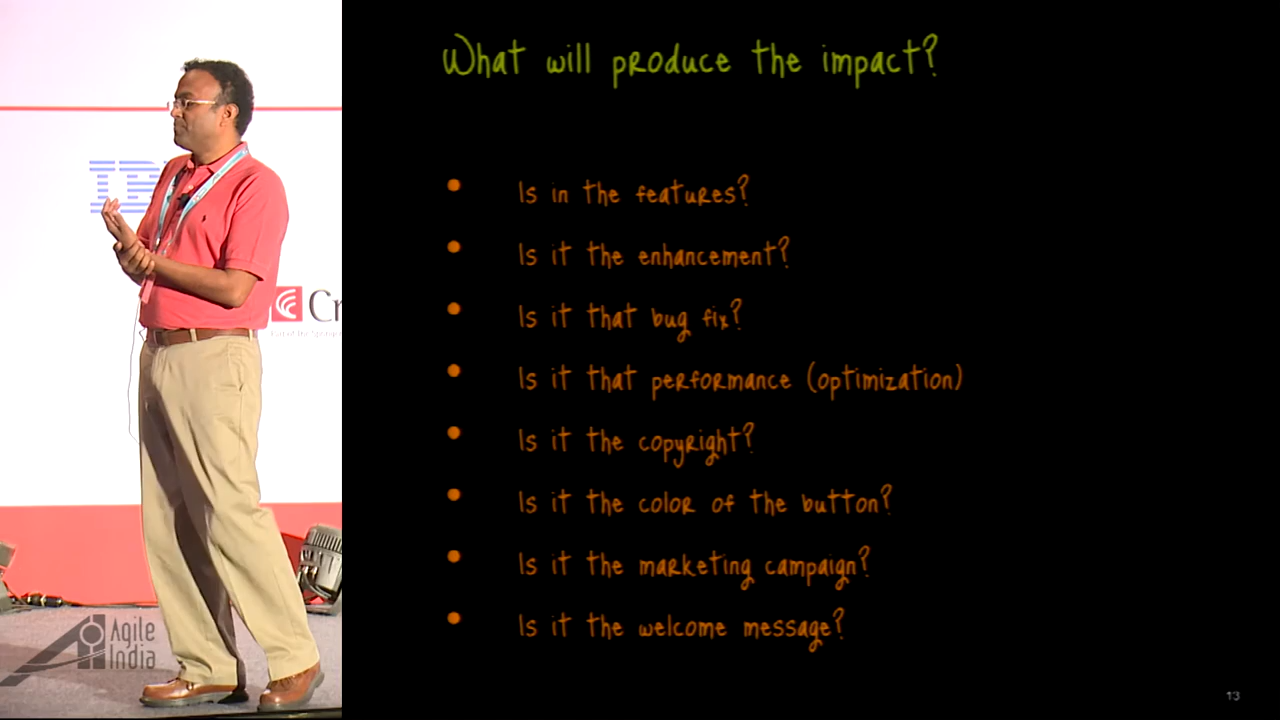 What will produce the impact?
Is in the features?
Is it the enhancement?
Is it that bug fix?
Is it that performance (optimization)
Is it the copyright?
Is it the color of the button?
Is it the marketing campaign?
Is it the welcome message?
13
IB
Cr
Agile
India